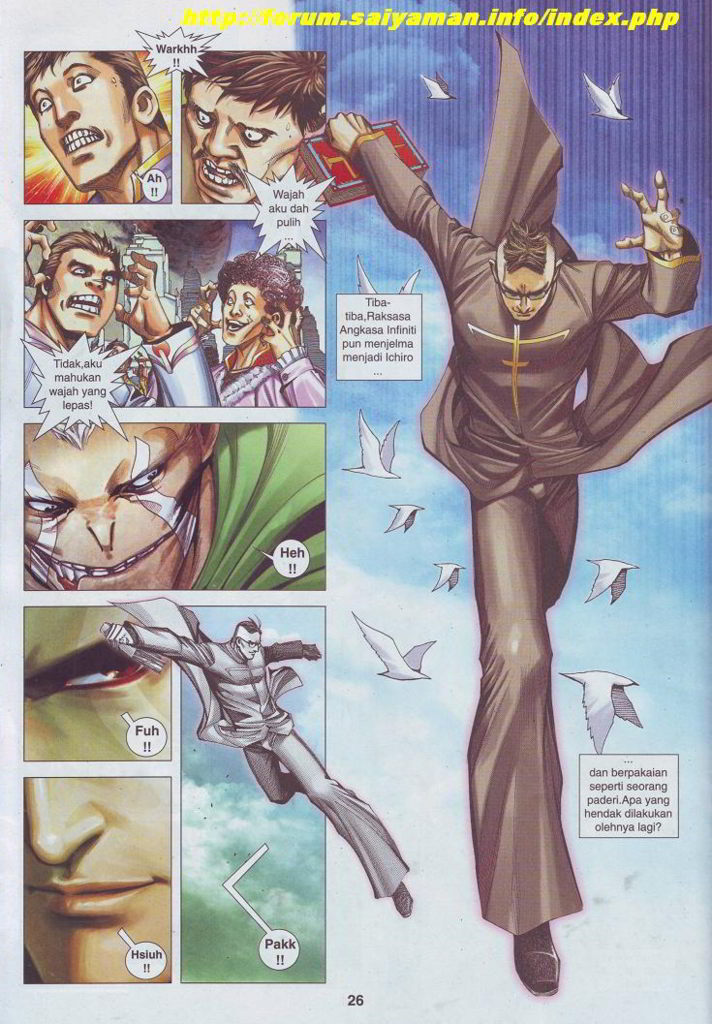 http://forum.saiyaman.info/index.php
Warkhh
!!
Ah
!!
Wajah
aku dah
pulih
...
Tidak,aku
mahukan
wajah yang
lepas!
Tiba-
tiba,Raksasa
Angkasa Infiniti
pun menjelma
menjadi Ichiro
...
Heh
!!
Fuh
!!
Hsiuh
!!
Pakk
!!
...
dan berpakaian
seperti seorang
paderi.Apa yang
hendak dilakukan
olehnya lagi?
26